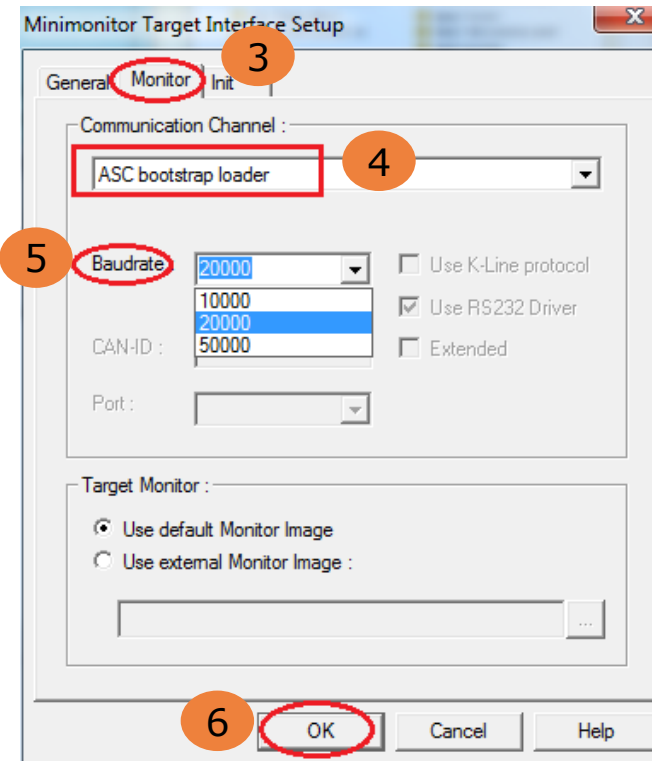 Minimonitor Target Interface Setup
3
General Monitor Init
Communication Channel :
ASC bootstrap loader
4
5
Baudrate : 20000 Use K-Line protocol
10000
20000 Use RS232 Driver
50000
CAN-ID : Extended
Port :
Target Monitor :
Use default Monitor Image
Use external Monitor Image :
...
6
OK Cancel Help